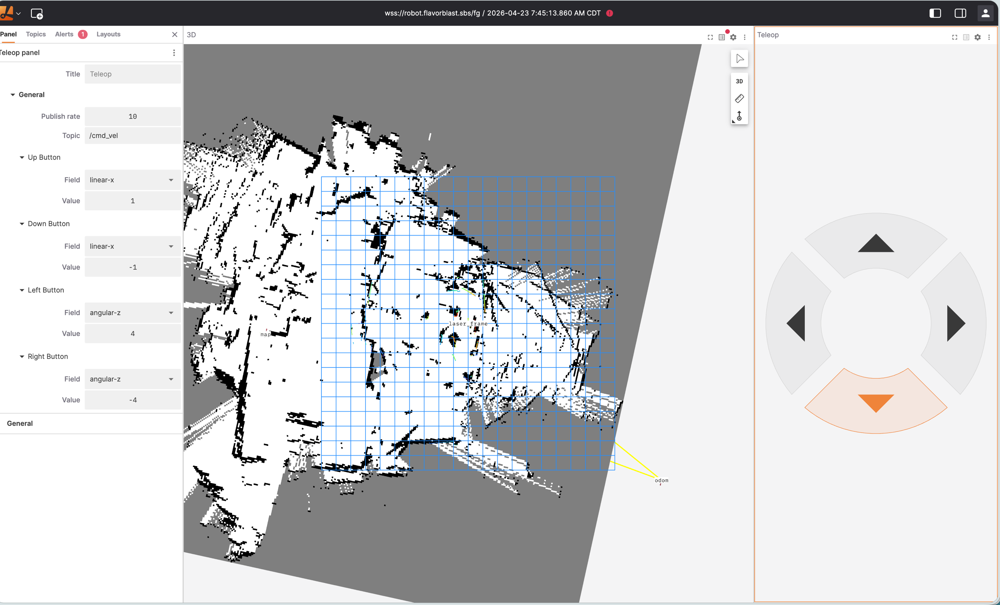 wss://robot.flavorblast.sbs/fg / 2026-04-23 7:45:13.860 AM CDT
Panel Topics Alerts 1 Layouts
Teleop panel
Title Teleop
General
Publish rate 10
Topic /cmd_vel
Up Button
Field linear-x
Value 1
Down Button
Field linear-x
Value -1
Left Button
Field angular-z
Value 4
Right Button
Field angular-z
Value -4
General
3D
3D
laser_frame
map
odom
Teleop